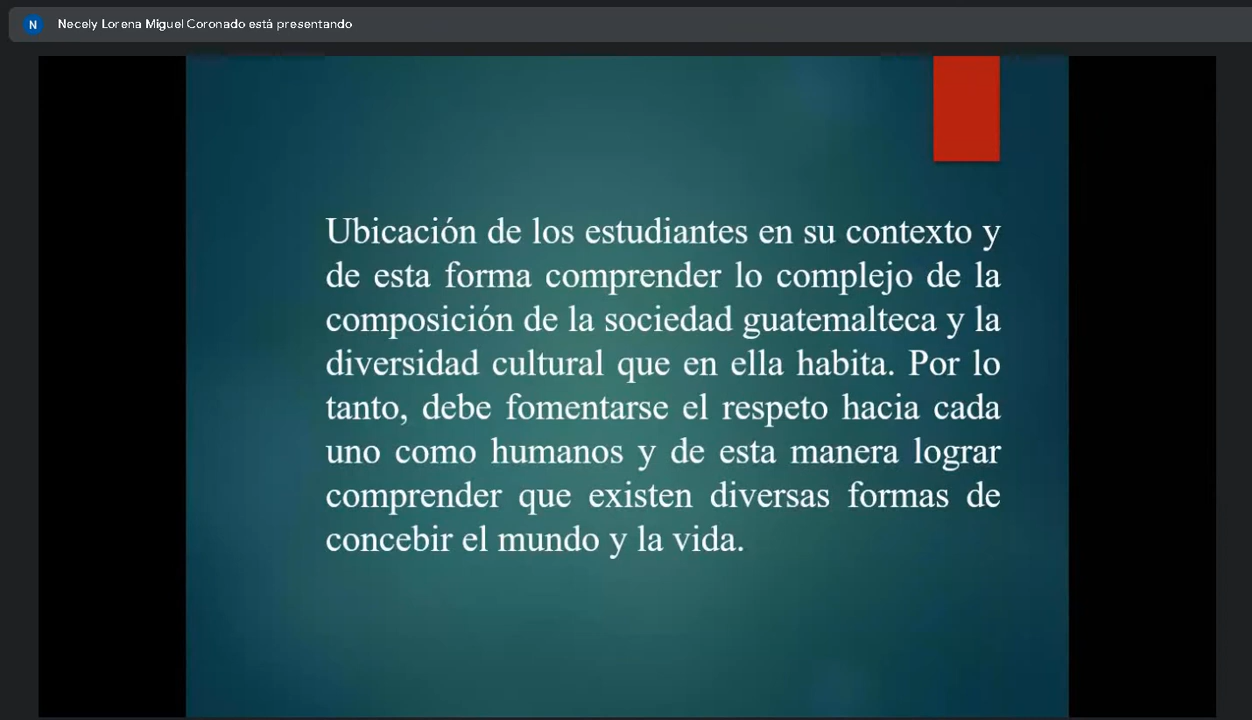 N
Necely Lorena Miguel Coronado está presentando
Ubicación de los estudiantes en su contexto y
de esta forma comprender lo complejo de la
composición de la sociedad guatemalteca y la
diversidad cultural que en ella habita. Por lo
tanto, debe fomentarse el respeto hacia cada
uno como humanos y de esta manera lograr
comprender que existen diversas formas de
concebir el mundo y la vida.